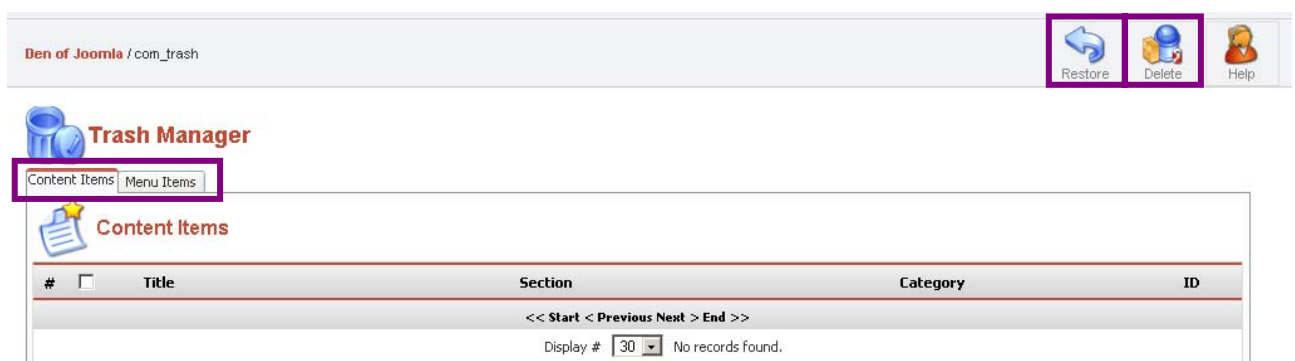 Den of Joomla / com_trash
Restore Delete Help
Trash Manager
Content Items Menu Items
Content Items
# Title Section Category ID
<< Start < Previous Next > End >>
Display # 30 No records found.